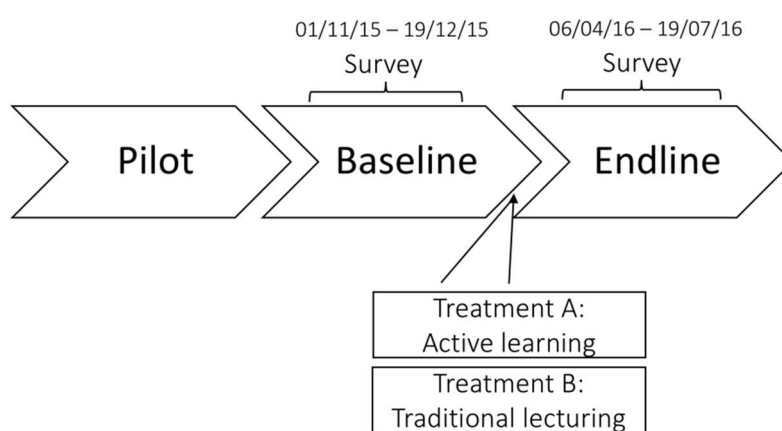 01/11/15 – 19/12/15
Survey
06/04/16 – 19/07/16
Survey
Pilot
Baseline
Endline
Treatment A:
Active learning
Treatment B:
Traditional lecturing